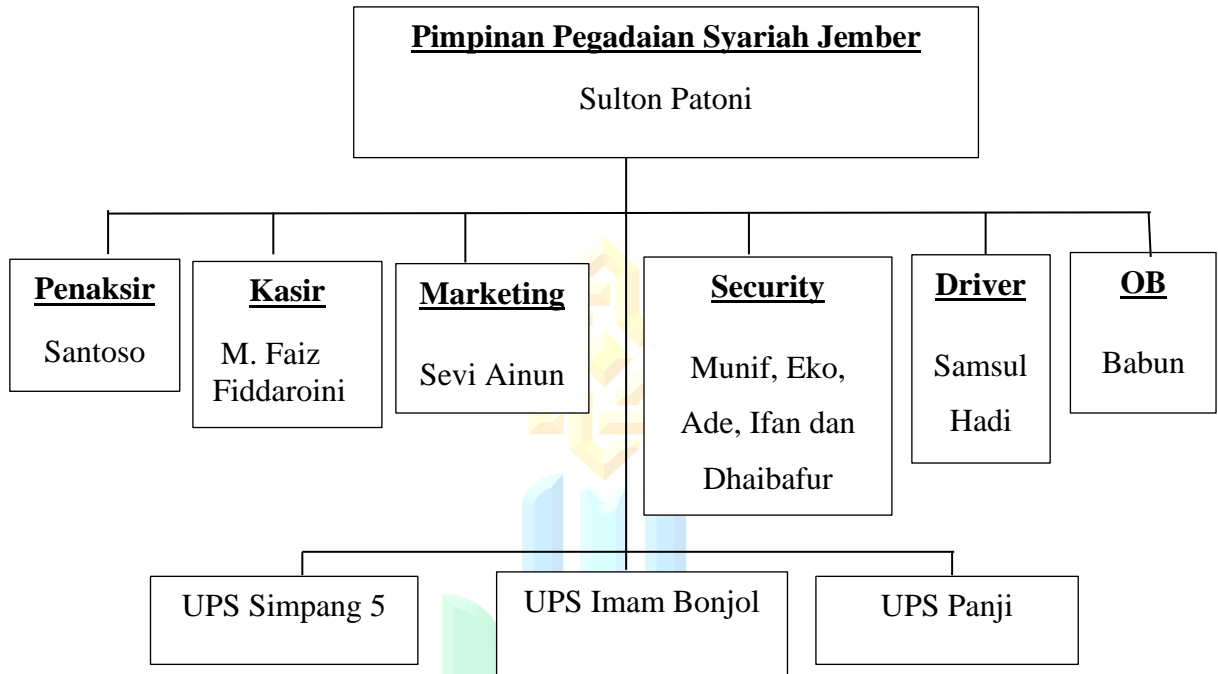 Pimpinan Pegadaian Syariah Jember
Sulton Patoni
Penaksir
Santoso
Kasir
M. Faiz
Fiddaroini
Marketing
Sevi Ainun
Security
Munif, Eko,
Ade, Ifan dan
Dhaibafur
Driver
Samsul
Hadi
OB
Babun
UPS Simpang 5
UPS Imam Bonjol
UPS Panji